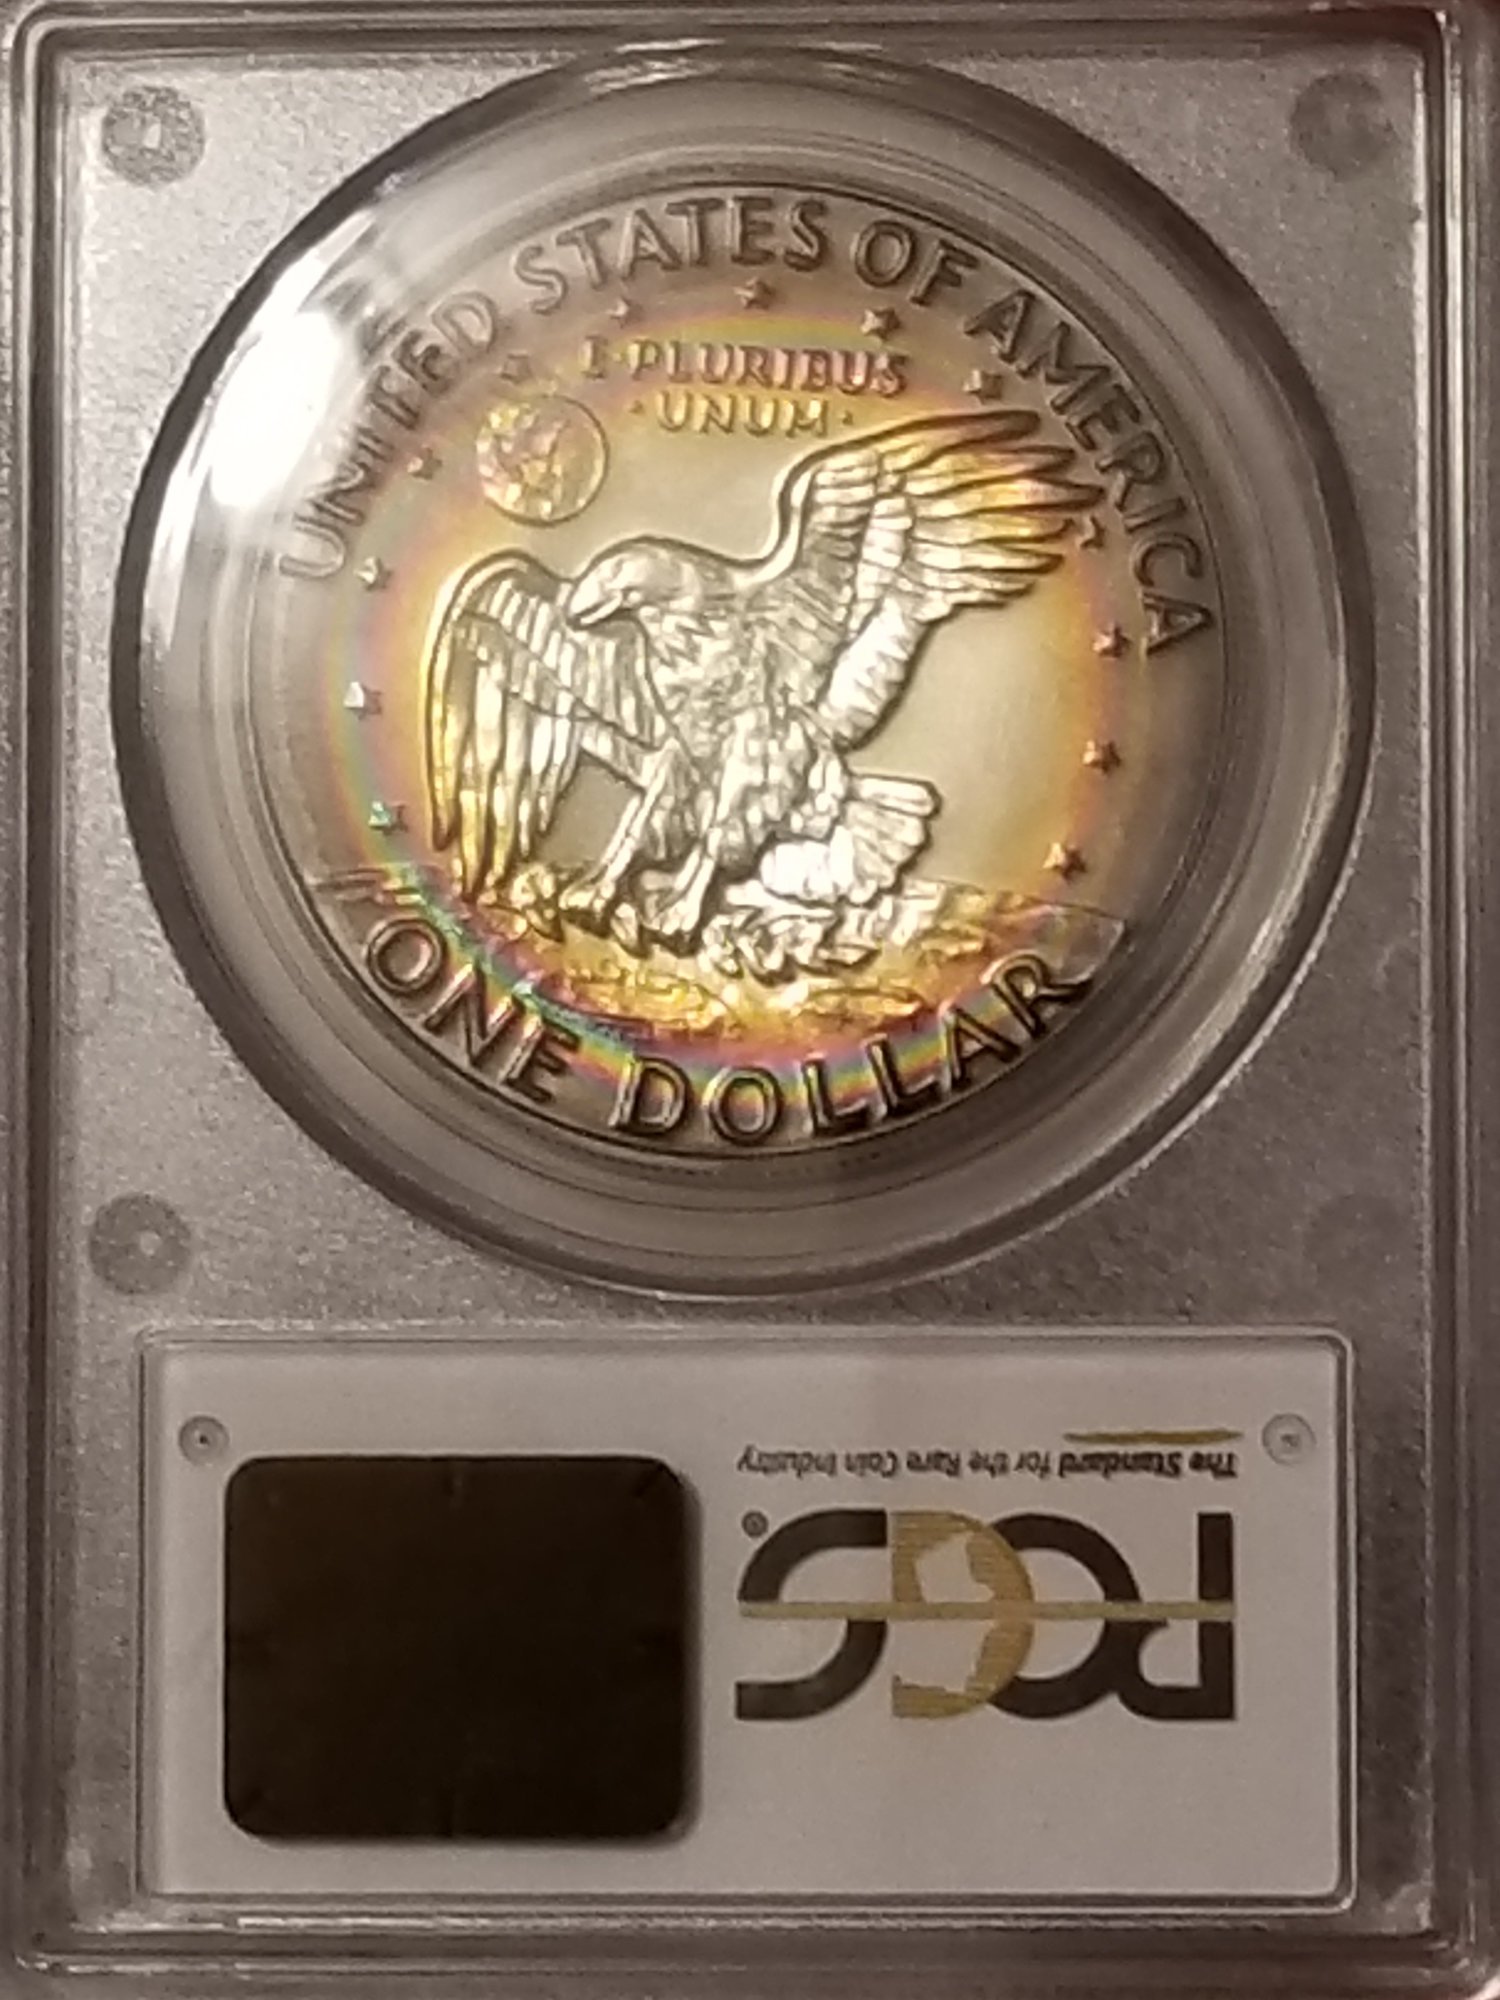 UNITED STATES OF AMERICA
E·PLURIBUS
·UNUM·
ONE DOLLAR
PCGS®
The Standard for the Rare Coin Industry